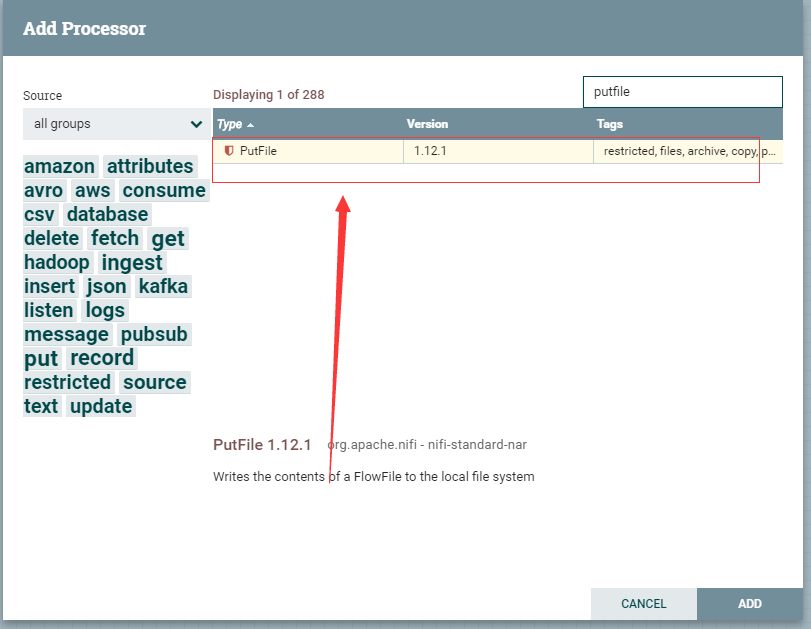 Add Processor
Source
Displaying 1 of 288
putfile
all groups
Type Version Tags
PutFile 1.12.1 restricted, files, archive, copy, p...
amazon attributes
avro aws consume
csv database
delete fetch get
hadoop ingest
insert json kafka
listen logs
message pubsub
put record
restricted source
text update
PutFile 1.12.1 org.apache.nifi - nifi-standard-nar
Writes the contents of a FlowFile to the local file system
CANCEL ADD